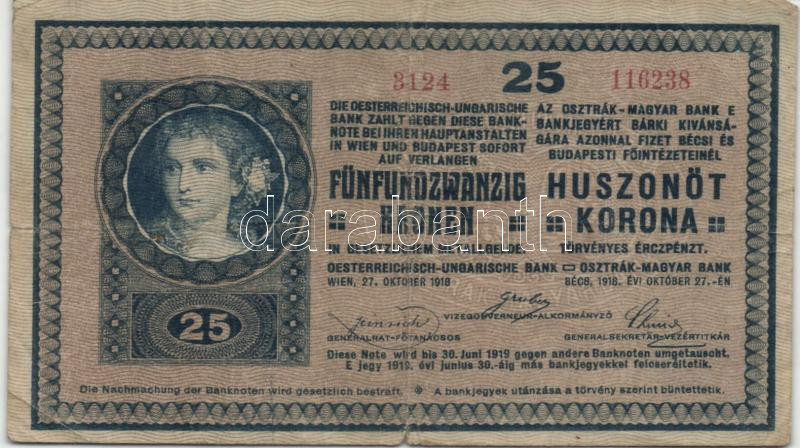 3124 25 116238
DIE OESTERREICHISCH-UNGARISCHE
BANK ZAHLT GEGEN DIESE BANK-
NOTE BEI IHREN HAUPTANSTALTEN
IN WIEN UND BUDAPEST SOFORT
AUF VERLANGEN
FÜNFUNDZWANZIG
KRONEN
IN GESETZLICHEM METALLGELDE.
AZ OSZTRÁK-MAGYAR BANK E
BANKJEGYÉRT BÁRKI KIVÁNSÁ-
GÁRA AZONNAL FIZET BÉCSI ÉS
BUDAPESTI FŐINTÉZETEINÉL
HUSZONÖT
KORONA
TÖRVÉNYES ÉRCZPÉNZT.
OESTERREICHISCH-UNGARISCHE BANK OSZTRÁK-MAGYAR BANK
WIEN, 27. OKTOBER 1918 BÉCS, 1918. ÉVI OKTÓBER 27.-ÉN
VIZEGOUVERNEUR-ALKORMÁNYZÓ
GENERALRAT-FŐTANÁCSOS GENERALSEKRETÄR-VEZÉRTITKÁR
Diese Note wird bis 30. Juni 1919 gegen andere Banknoten umgetauscht.
E jegy 1919. évi junius 30.-áig más bankjegyekkel felcseréltetik.
25
Die Nachmachung der Banknoten wird gesetzlich bestraft. A bankjegyek utánzása a törvény szerint büntettetik.
darabanth